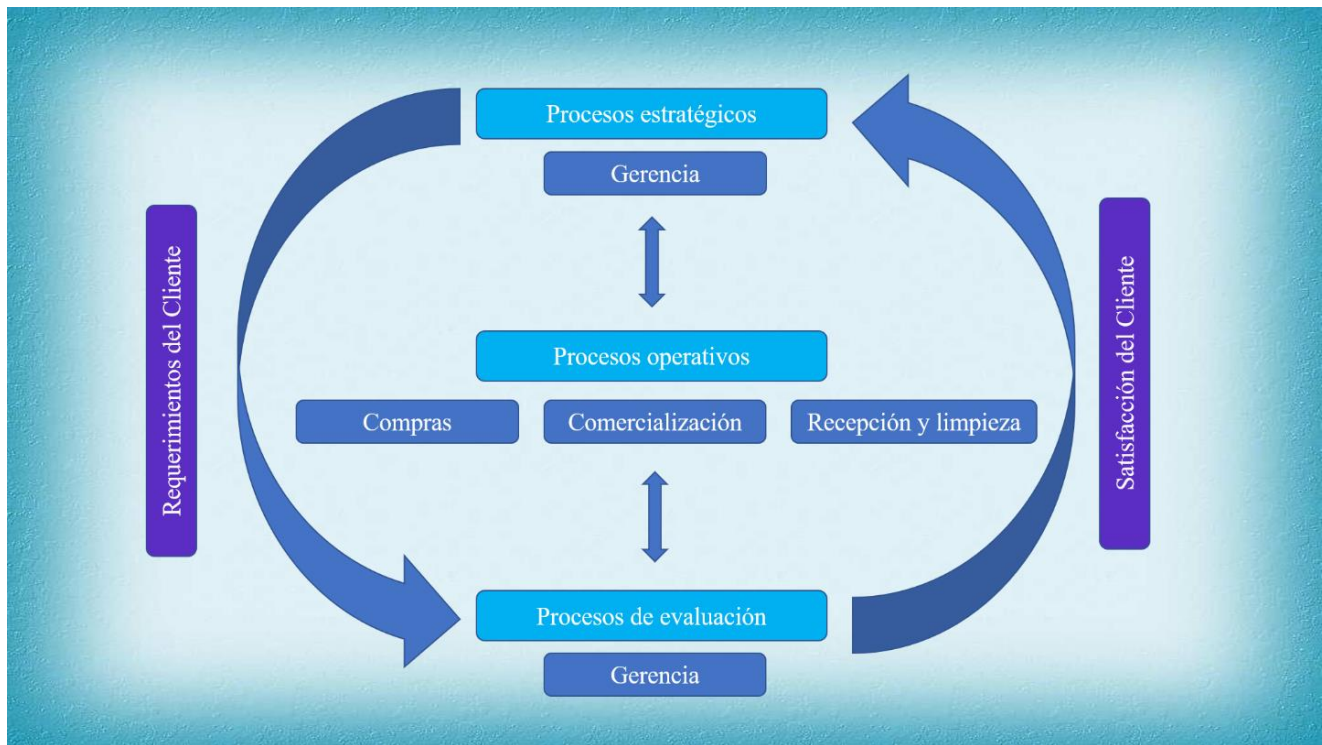 Procesos estratégicos
Gerencia
Requerimientos del Cliente
Satisfacción del Cliente
Procesos operativos
Compras
Comercialización
Recepción y limpieza
Procesos de evaluación
Gerencia